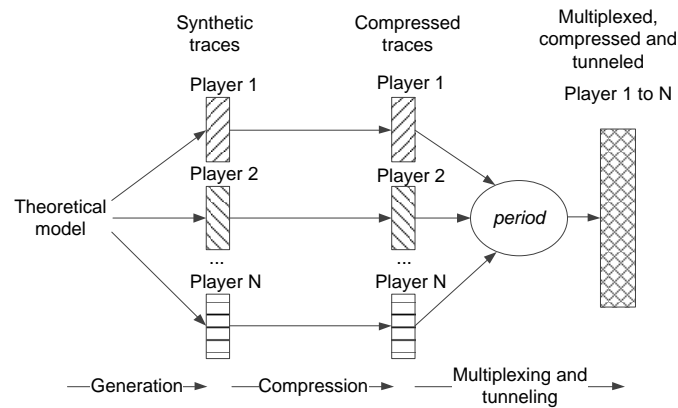 Synthetic
traces
Compressed
traces
Multiplexed,
compressed and
tunneled
Player 1
Player 1
Player 1 to N
Player 2
Player 2
Theoretical
model
period
...
...
Player N
Player N
Generation
Compression
Multiplexing and
tunneling